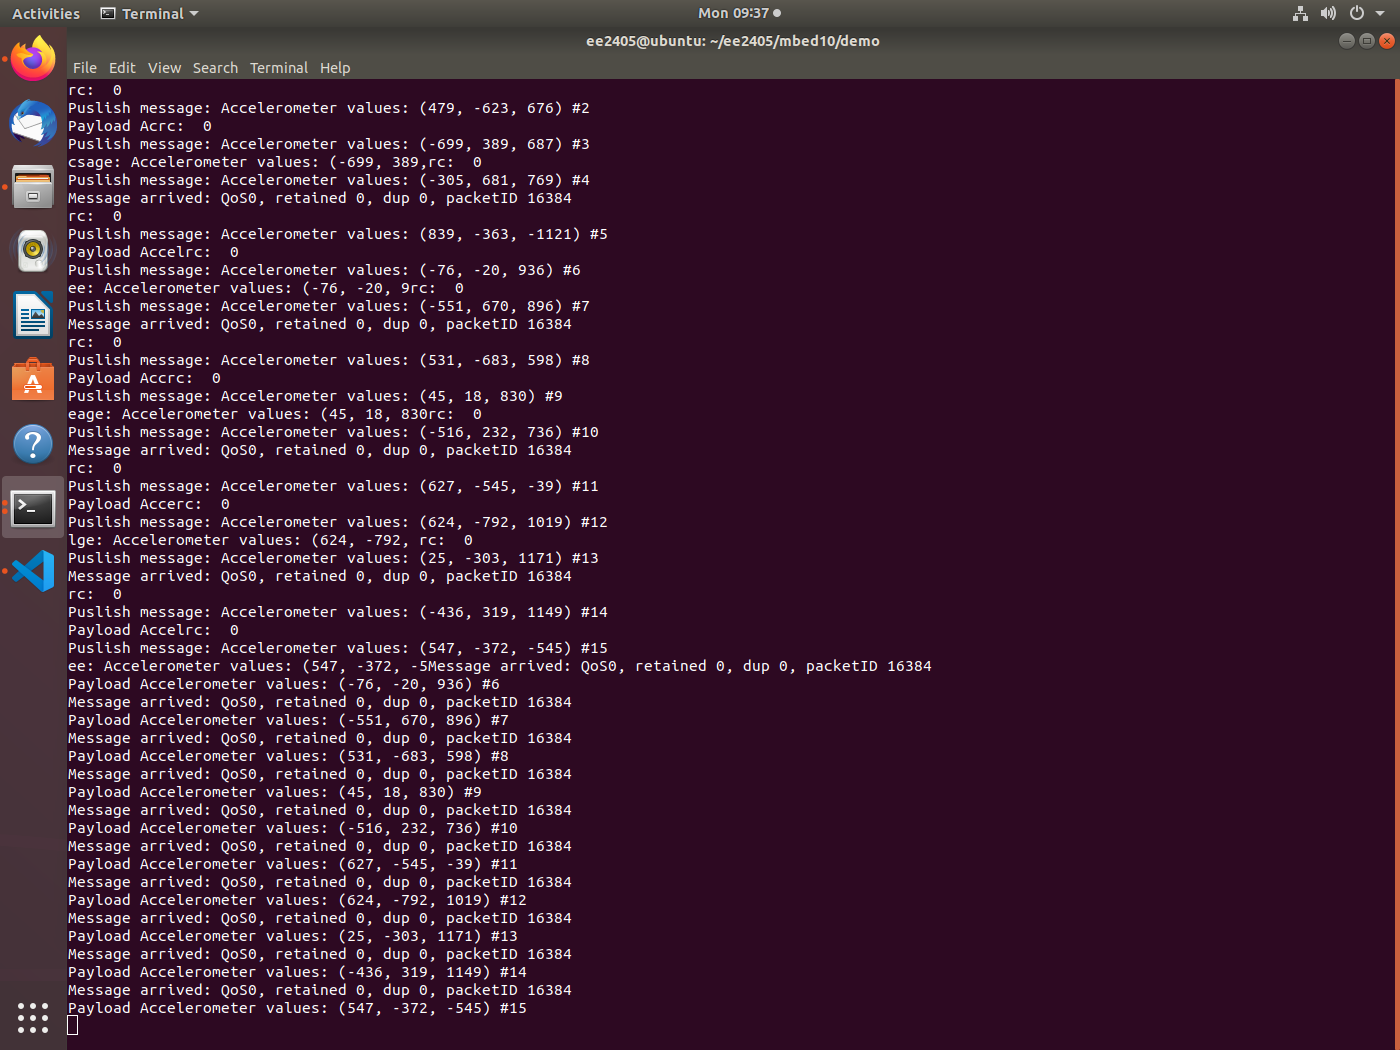 Activities Terminal Mon 09:37
ee2405@ubuntu: ~/ee2405/mbed10/demo
File Edit View Search Terminal Help
rc:  0
Puslish message: Accelerometer values: (479, -623, 676) #2
Payload Acrc:  0
Puslish message: Accelerometer values: (-699, 389, 687) #3
csage: Accelerometer values: (-699, 389,rc:  0
Puslish message: Accelerometer values: (-305, 681, 769) #4
Message arrived: QoS0, retained 0, dup 0, packetID 16384
rc:  0
Puslish message: Accelerometer values: (839, -363, -1121) #5
Payload Accelrc:  0
Puslish message: Accelerometer values: (-76, -20, 936) #6
ee: Accelerometer values: (-76, -20, 9rc:  0
Puslish message: Accelerometer values: (-551, 670, 896) #7
Message arrived: QoS0, retained 0, dup 0, packetID 16384
rc:  0
Puslish message: Accelerometer values: (531, -683, 598) #8
Payload Accrc:  0
Puslish message: Accelerometer values: (45, 18, 830) #9
eage: Accelerometer values: (45, 18, 830rc:  0
Puslish message: Accelerometer values: (-516, 232, 736) #10
Message arrived: QoS0, retained 0, dup 0, packetID 16384
rc:  0
Puslish message: Accelerometer values: (627, -545, -39) #11
Payload Accerc:  0
Puslish message: Accelerometer values: (624, -792, 1019) #12
lge: Accelerometer values: (624, -792, rc:  0
Puslish message: Accelerometer values: (25, -303, 1171) #13
Message arrived: QoS0, retained 0, dup 0, packetID 16384
rc:  0
Puslish message: Accelerometer values: (-436, 319, 1149) #14
Payload Accelrc:  0
Puslish message: Accelerometer values: (547, -372, -545) #15
ee: Accelerometer values: (547, -372, -5Message arrived: QoS0, retained 0, dup 0, packetID 16384
Payload Accelerometer values: (-76, -20, 936) #6
Message arrived: QoS0, retained 0, dup 0, packetID 16384
Payload Accelerometer values: (-551, 670, 896) #7
Message arrived: QoS0, retained 0, dup 0, packetID 16384
Payload Accelerometer values: (531, -683, 598) #8
Message arrived: QoS0, retained 0, dup 0, packetID 16384
Payload Accelerometer values: (45, 18, 830) #9
Message arrived: QoS0, retained 0, dup 0, packetID 16384
Payload Accelerometer values: (-516, 232, 736) #10
Message arrived: QoS0, retained 0, dup 0, packetID 16384
Payload Accelerometer values: (627, -545, -39) #11
Message arrived: QoS0, retained 0, dup 0, packetID 16384
Payload Accelerometer values: (624, -792, 1019) #12
Message arrived: QoS0, retained 0, dup 0, packetID 16384
Payload Accelerometer values: (25, -303, 1171) #13
Message arrived: QoS0, retained 0, dup 0, packetID 16384
Payload Accelerometer values: (-436, 319, 1149) #14
Message arrived: QoS0, retained 0, dup 0, packetID 16384
Payload Accelerometer values: (547, -372, -545) #15